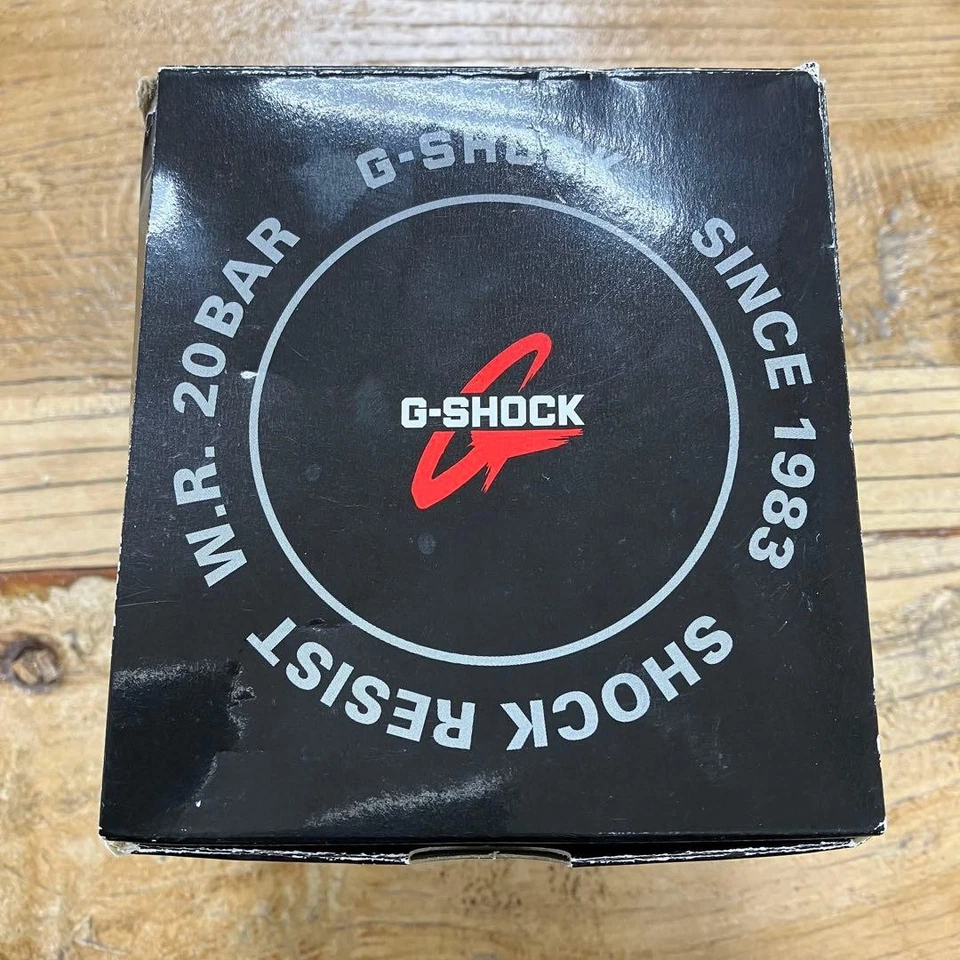 G-SHOCK
SINCE 1983
SHOCK RESIST
W.R. 20BAR
G-SHOCK